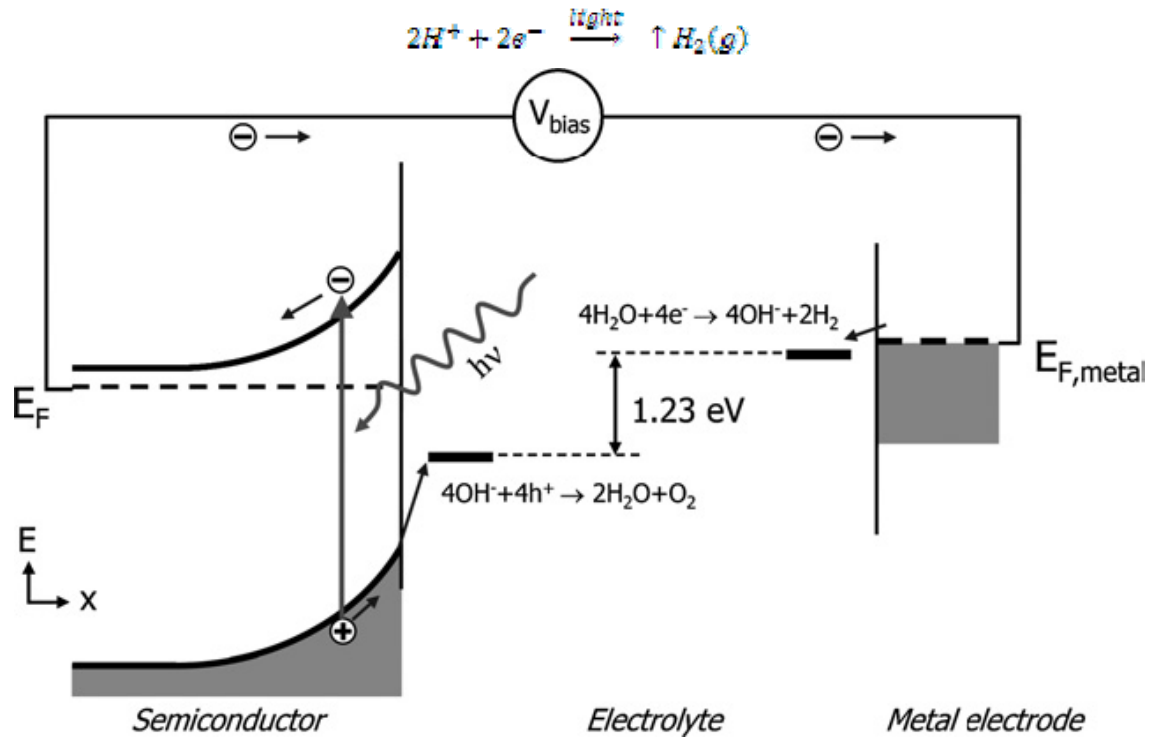 light
2H⁺ + 2e⁻ ⟶ ↑ H₂(g)
V_bias
⊖ → ⊖ →
⊖
hν
4H₂O+4e⁻ → 4OH⁻+2H₂
E_F
E_F,metal
1.23 eV
4OH⁻+4h⁺ → 2H₂O+O₂
E
x
+
Semiconductor Electrolyte Metal electrode